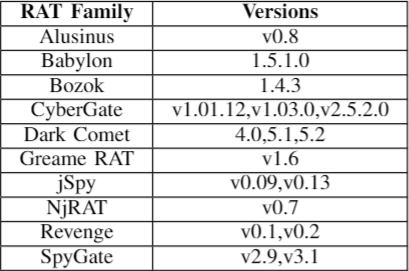 RAT Family Versions
Alusinus v0.8
Babylon 1.5.1.0
Bozok 1.4.3
CyberGate v1.01.12,v1.03.0,v2.5.2.0
Dark Comet 4.0,5.1,5.2
Greame RAT v1.6
jSpy v0.09,v0.13
NjRAT v0.7
Revenge v0.1,v0.2
SpyGate v2.9,v3.1